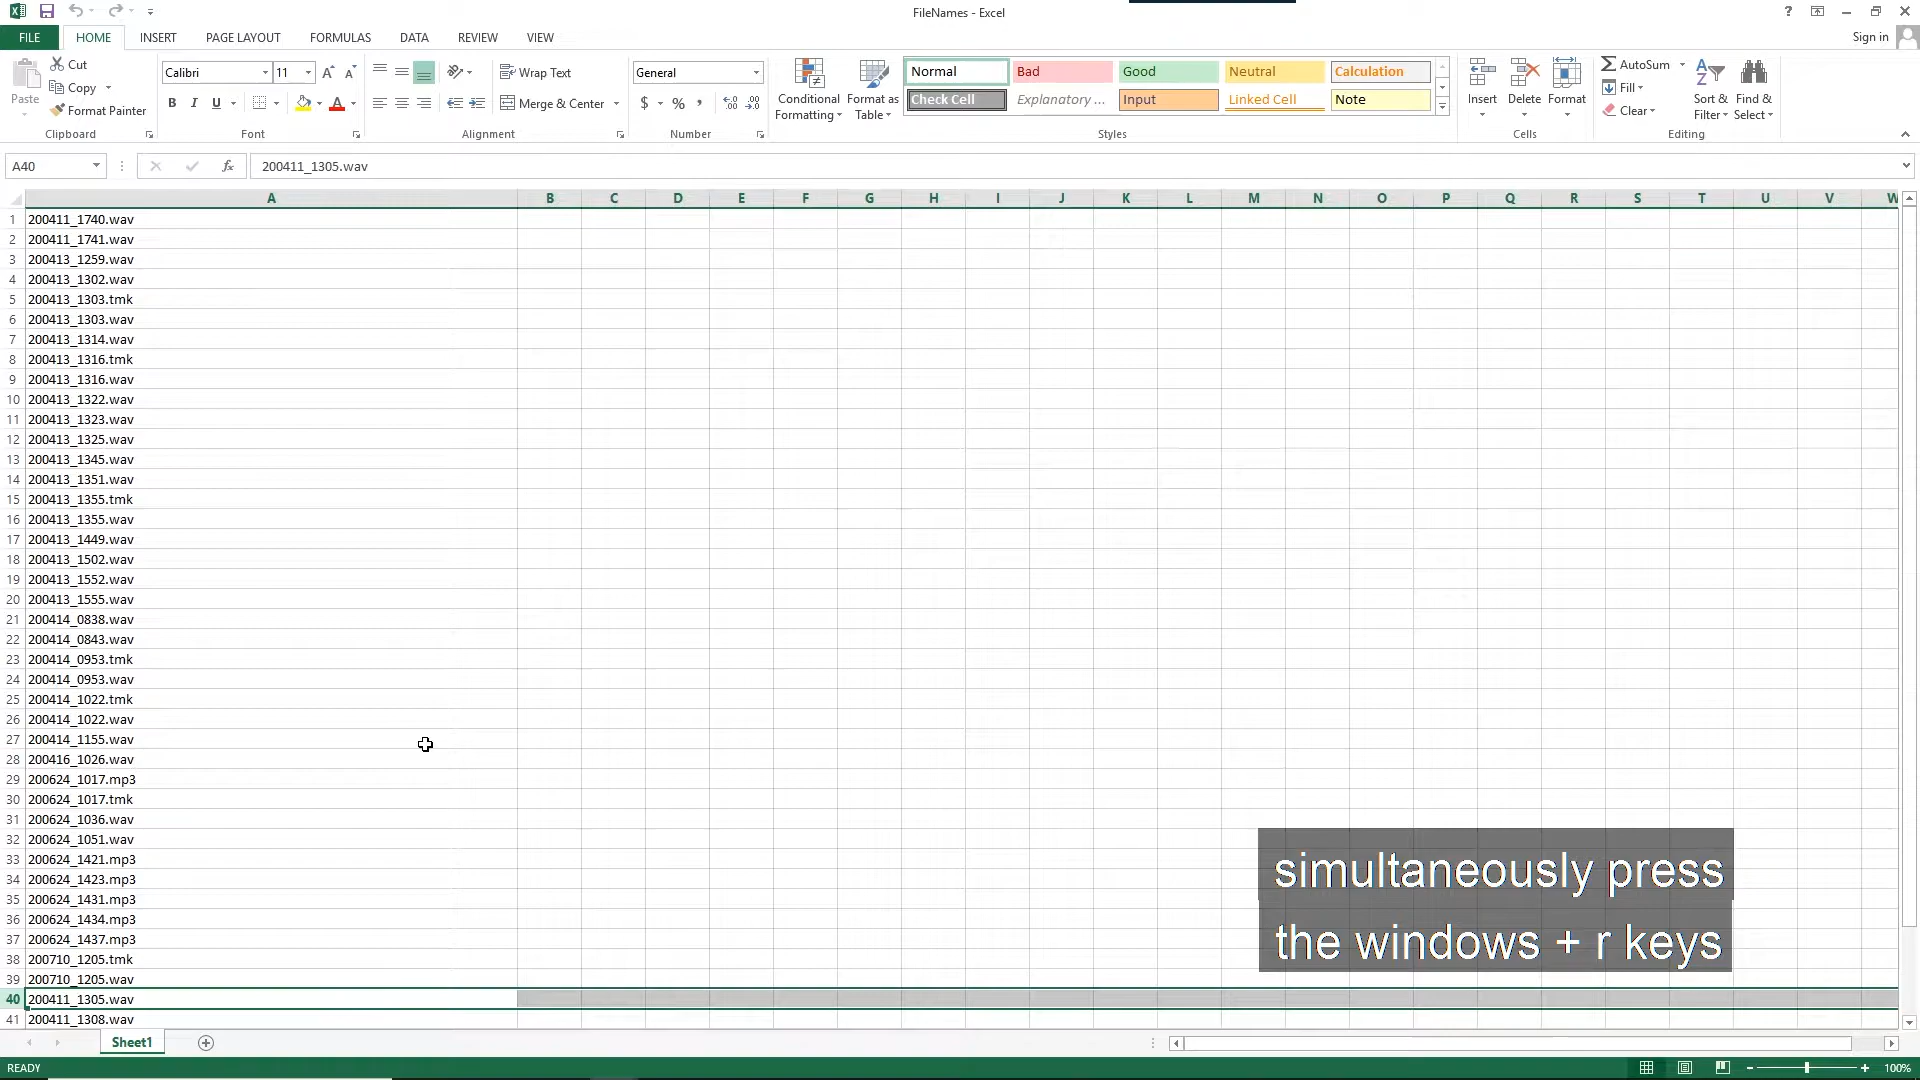 FileNames - Excel
?
FILE
HOME
INSERT
PAGE LAYOUT
FORMULAS
DATA
REVIEW
VIEW
Sign in
Paste
Cut
Copy
Format Painter
Clipboard
Calibri
11
B I U
Font
Wrap Text
Merge & Center
Alignment
General
$ % ,
Number
Conditional
Formatting
Format as
Table
Normal
Bad
Good
Neutral
Calculation
Check Cell
Explanatory ...
Input
Linked Cell
Note
Styles
Insert
Delete
Format
Cells
AutoSum
Fill
Clear
Sort &
Filter
Find &
Select
Editing
A40
fx
200411_1305.wav
A B C D E F G H I J K L M N O P Q R S T U V W
1 200411_1740.wav
2 200411_1741.wav
3 200413_1259.wav
4 200413_1302.wav
5 200413_1303.tmk
6 200413_1303.wav
7 200413_1314.wav
8 200413_1316.tmk
9 200413_1316.wav
10 200413_1322.wav
11 200413_1323.wav
12 200413_1325.wav
13 200413_1345.wav
14 200413_1351.wav
15 200413_1355.tmk
16 200413_1355.wav
17 200413_1449.wav
18 200413_1502.wav
19 200413_1552.wav
20 200413_1555.wav
21 200414_0838.wav
22 200414_0843.wav
23 200414_0953.tmk
24 200414_0953.wav
25 200414_1022.tmk
26 200414_1022.wav
27 200414_1155.wav
28 200416_1026.wav
29 200624_1017.mp3
30 200624_1017.tmk
31 200624_1036.wav
32 200624_1051.wav
33 200624_1421.mp3
34 200624_1423.mp3
35 200624_1431.mp3
36 200624_1434.mp3
37 200624_1437.mp3
38 200710_1205.tmk
39 200710_1205.wav
40 200411_1305.wav
41 200411_1308.wav
simultaneously press
the windows + r keys
Sheet1
READY
100%